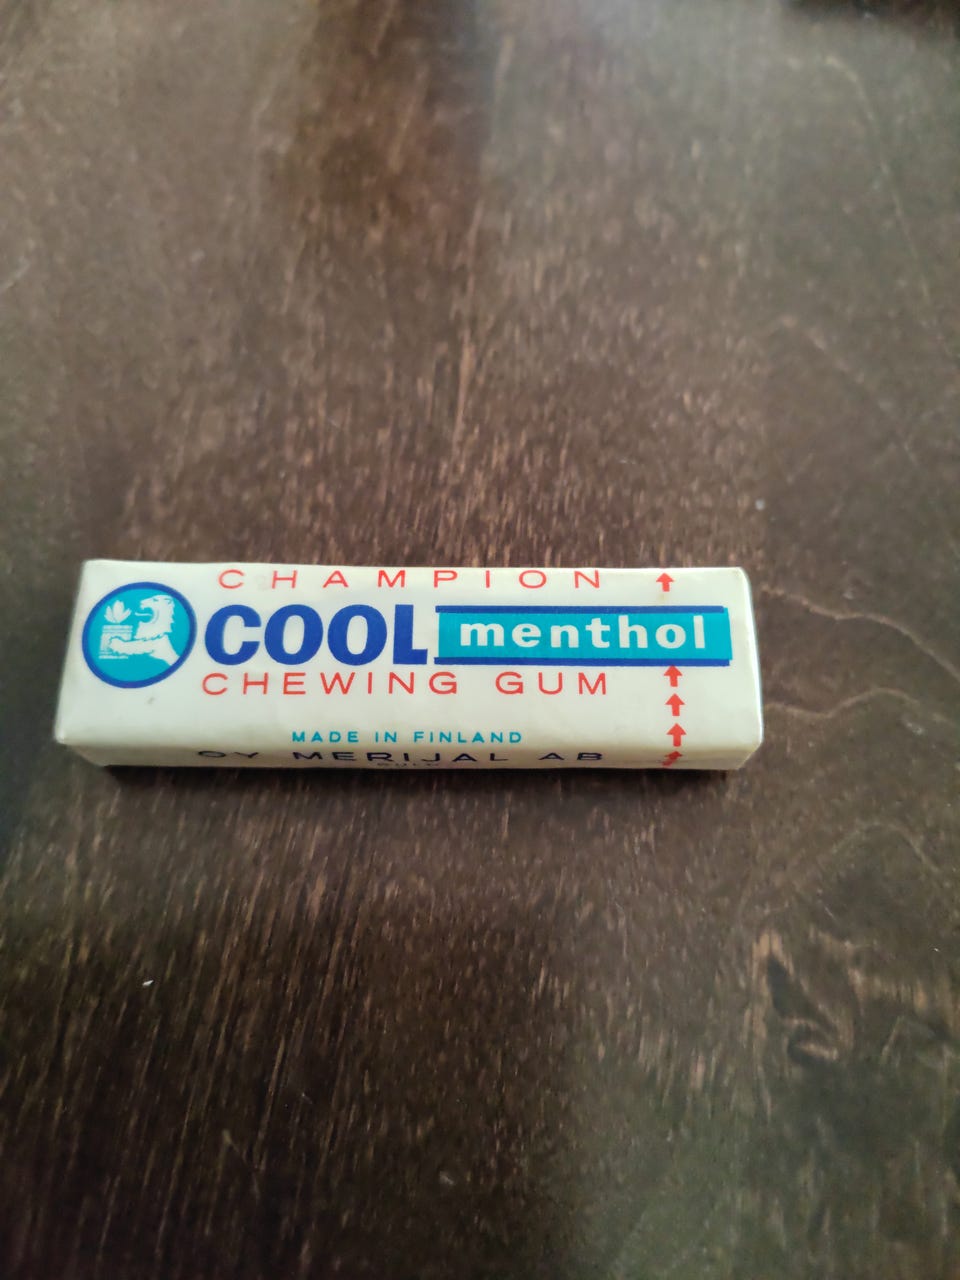 CHAMPION
COOL menthol
CHEWING GUM
MADE IN FINLAND
OY MERIJAL AB